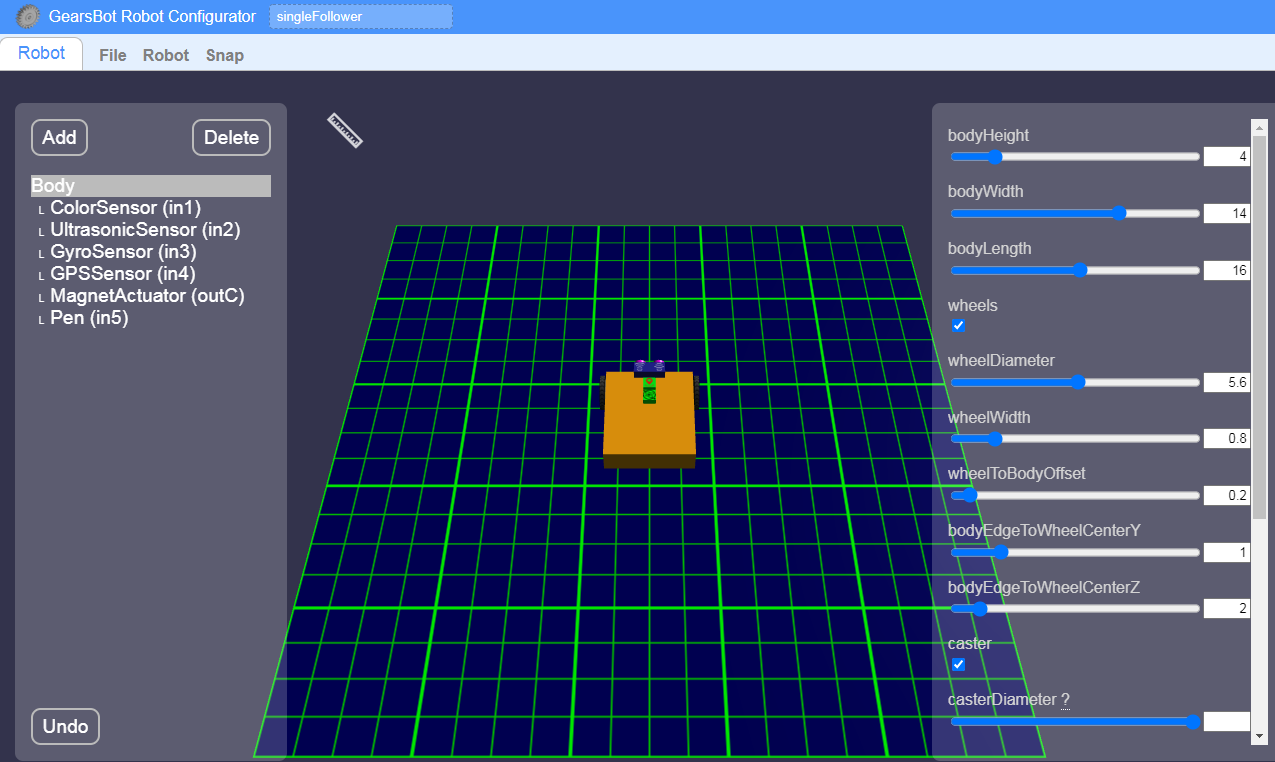 GearsBot Robot Configurator singleFollower
Robot File Robot Snap
Add Delete
Body
L ColorSensor (in1)
L UltrasonicSensor (in2)
L GyroSensor (in3)
L GPSSensor (in4)
L MagnetActuator (outC)
L Pen (in5)
Undo
bodyHeight
4
bodyWidth
14
bodyLength
16
wheels
wheelDiameter
5.6
wheelWidth
0.8
wheelToBodyOffset
0.2
bodyEdgeToWheelCenterY
1
bodyEdgeToWheelCenterZ
2
caster
casterDiameter ?